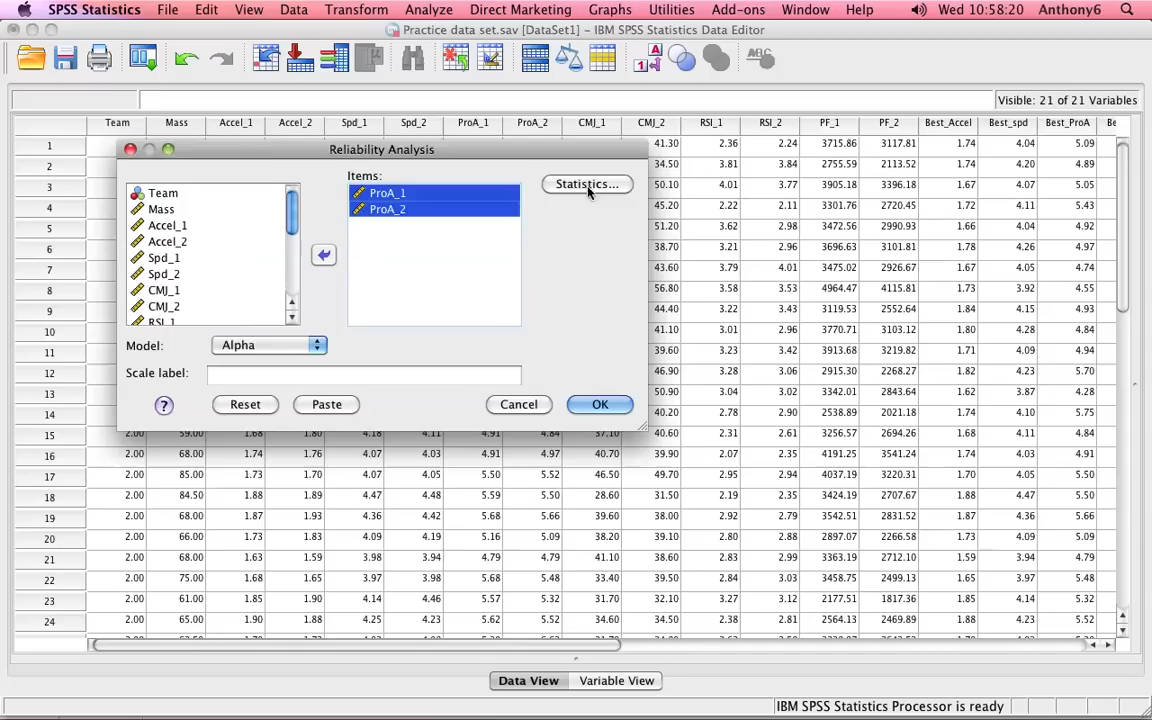 SPSS Statistics File Edit View Data Transform Analyze Direct Marketing Graphs Utilities Add-ons Window Help Wed 10:58:20 Anthony6
Practice data set.sav [DataSet1] – IBM SPSS Statistics Data Editor
Visible: 21 of 21 Variables
Team Mass Accel_1 Accel_2 Spd_1 Spd_2 ProA_1 ProA_2 CMJ_1 CMJ_2 RSI_1 RSI_2 PF_1 PF_2 Best_Accel Best_spd Best_ProA Be
Reliability Analysis
Items:
Statistics...
Team
Mass
Accel_1
Accel_2
Spd_1
Spd_2
CMJ_1
CMJ_2
RSI_1
ProA_1
ProA_2
Model: Alpha
Scale label:
? Reset Paste Cancel OK
1 41.30 2.36 2.24 3715.86 3117.81 1.74 4.04 5.09
2 34.50 3.81 3.84 2755.59 2113.52 1.74 4.20 4.89
3 50.10 4.01 3.77 3905.18 3396.18 1.67 4.07 5.05
4 45.20 2.22 2.11 3301.76 2720.45 1.72 4.11 5.43
5 51.20 3.62 2.98 3472.56 2990.93 1.66 4.04 4.92
6 38.70 3.21 2.96 3696.63 3101.81 1.78 4.26 4.97
7 43.60 3.79 4.01 3475.02 2926.67 1.67 4.05 4.74
8 56.80 3.58 3.53 4964.47 4115.81 1.73 3.92 4.55
9 44.40 3.22 3.43 3119.53 2552.64 1.84 4.15 4.93
10 41.10 3.01 2.96 3770.71 3103.12 1.80 4.28 4.84
11 39.60 3.23 3.42 3913.68 3219.82 1.71 4.09 4.94
12 46.90 3.28 3.06 2915.30 2268.27 1.82 4.23 5.70
13 50.90 3.04 3.02 3342.01 2843.64 1.62 3.87 4.28
14 40.20 2.78 2.90 2538.89 2021.18 1.74 4.10 5.75
15 2.00 59.00 1.68 1.80 4.18 4.11 4.91 4.84 37.10 40.60 2.31 2.61 3256.57 2694.26 1.68 4.11 4.84
16 2.00 68.00 1.74 1.76 4.07 4.03 4.91 4.97 40.70 39.90 2.07 2.35 4191.25 3541.24 1.74 4.03 4.91
17 2.00 85.00 1.73 1.70 4.07 4.05 5.50 5.52 46.50 49.70 2.95 2.94 4037.19 3220.31 1.70 4.05 5.50
18 2.00 84.50 1.88 1.89 4.47 4.48 5.59 5.50 28.60 31.50 2.19 2.35 3424.19 2707.67 1.88 4.47 5.50
19 2.00 68.00 1.87 1.93 4.36 4.42 5.68 5.66 39.60 38.00 2.92 2.79 3542.51 2831.52 1.87 4.36 5.66
20 2.00 66.00 1.73 1.83 4.09 4.19 5.16 5.09 38.20 39.10 2.80 2.88 2897.07 2266.58 1.73 4.09 5.09
21 2.00 68.00 1.63 1.59 3.98 3.94 4.79 4.79 41.10 38.60 2.83 2.99 3363.19 2712.10 1.59 3.94 4.79
22 2.00 75.00 1.68 1.65 3.97 3.98 5.68 5.48 33.40 39.50 2.84 3.03 3458.75 2499.13 1.65 3.97 5.48
23 2.00 61.00 1.85 1.90 4.14 4.46 5.57 5.32 31.70 32.10 3.27 3.12 2177.51 1817.36 1.85 4.14 5.32
24 2.00 65.00 1.90 1.88 4.25 4.23 5.62 5.52 34.60 34.50 2.38 2.81 2564.13 2469.89 1.88 4.23 5.52
Data View Variable View
IBM SPSS Statistics Processor is ready